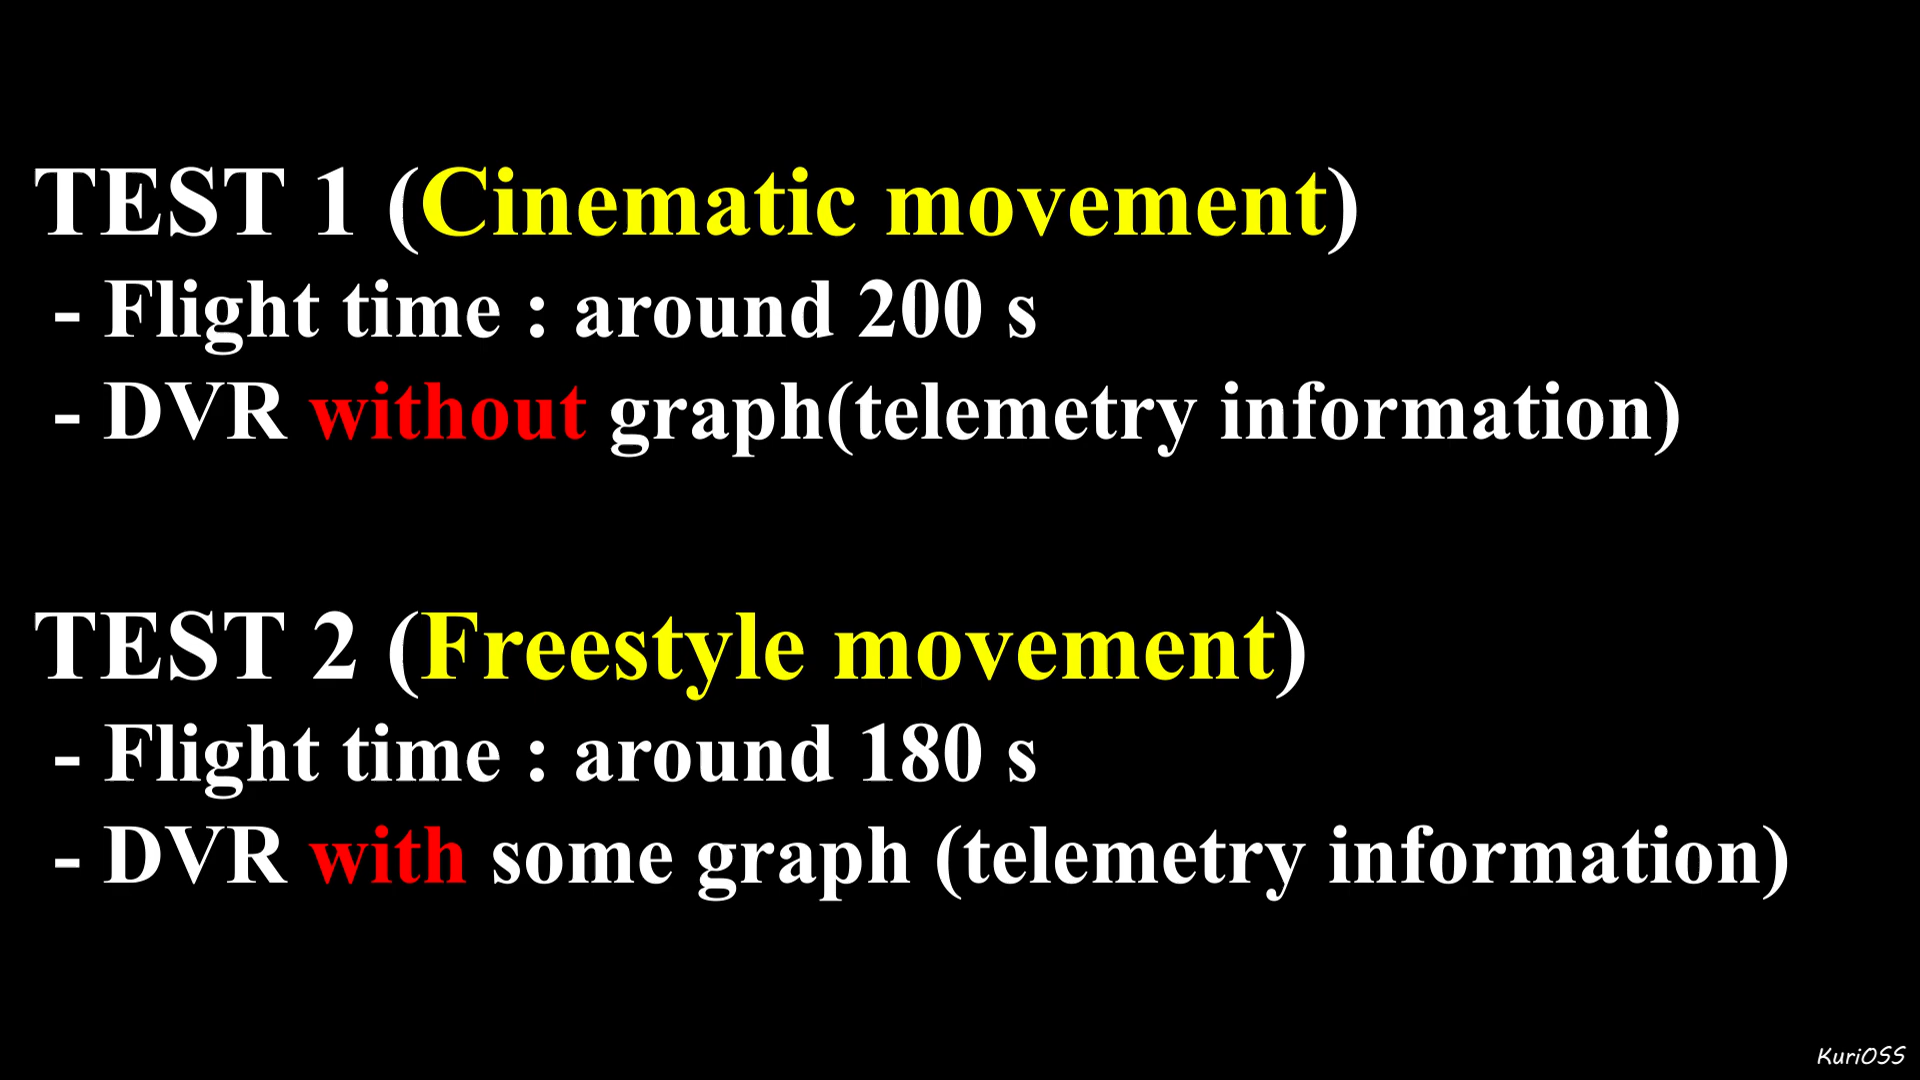 TEST 1 (Cinematic movement)
- Flight time : around 200 s
- DVR without graph(telemetry information)
TEST 2 (Freestyle movement)
- Flight time : around 180 s
- DVR with some graph (telemetry information)
KuriOSS